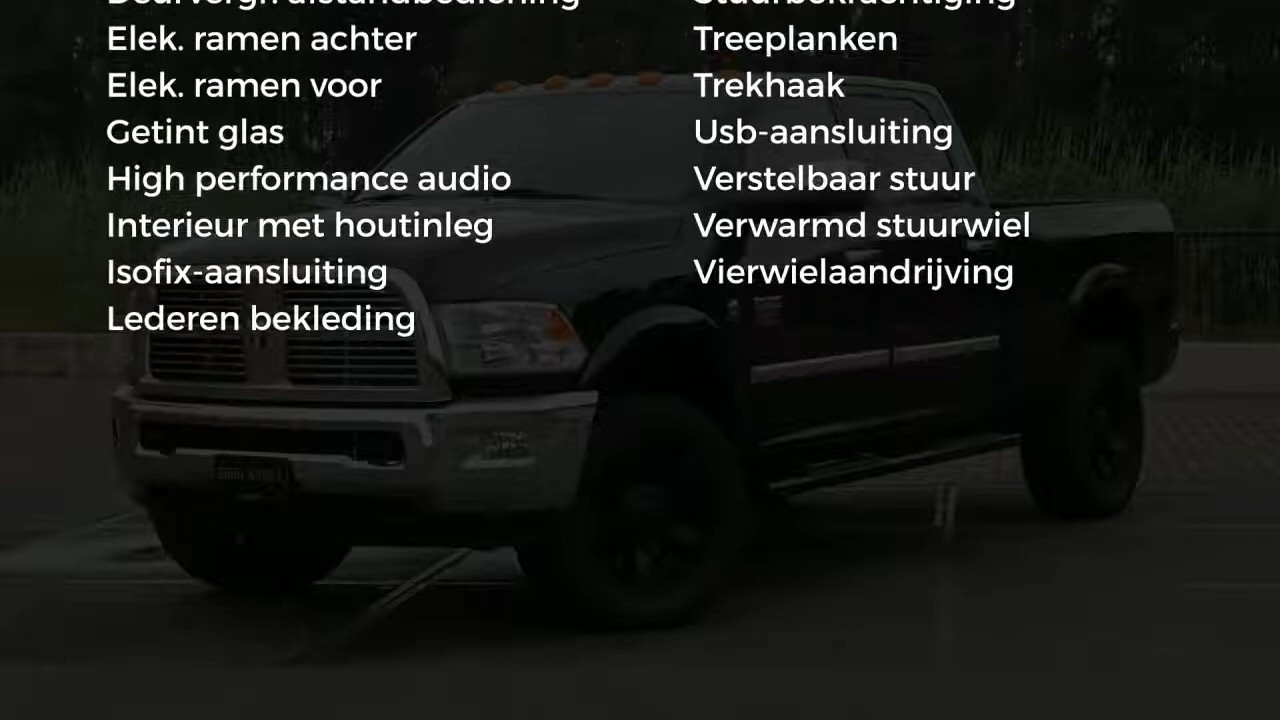 Elek. ramen achter
Elek. ramen voor
Getint glas
High performance audio
Interieur met houtinleg
Isofix-aansluiting
Lederen bekleding
Stuurbekrachtiging
Treeplanken
Trekhaak
Usb-aansluiting
Verstelbaar stuur
Verwarmd stuurwiel
Vierwielaandrijving